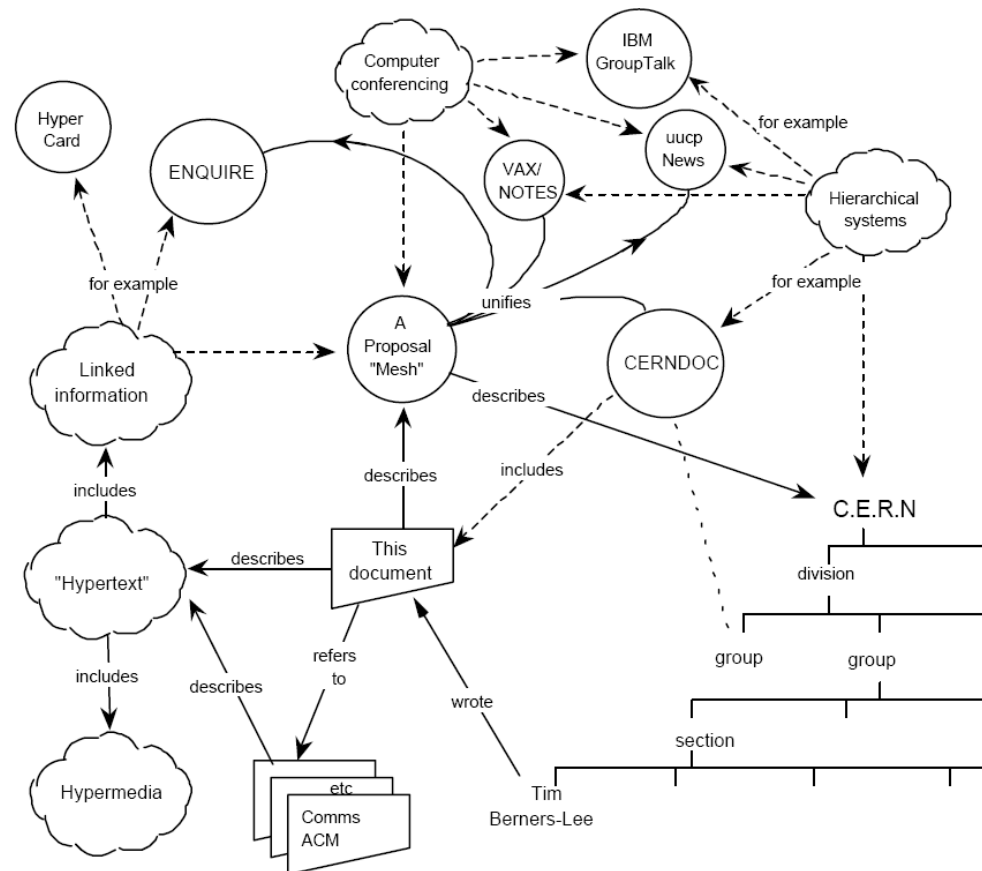 IBM
GroupTalk
Computer
conferencing
Hyper
Card
uucp
News
for example
ENQUIRE
VAX/
NOTES
Hierarchical
systems
for example
for example
unifies
A
Proposal
"Mesh"
CERNDOC
Linked
information
describes
includes
describes
includes
C.E.R.N
This
document
describes
"Hypertext"
division
refers
to
group
group
includes
describes
wrote
section
Hypermedia
etc
Comms
ACM
Tim
Berners-Lee